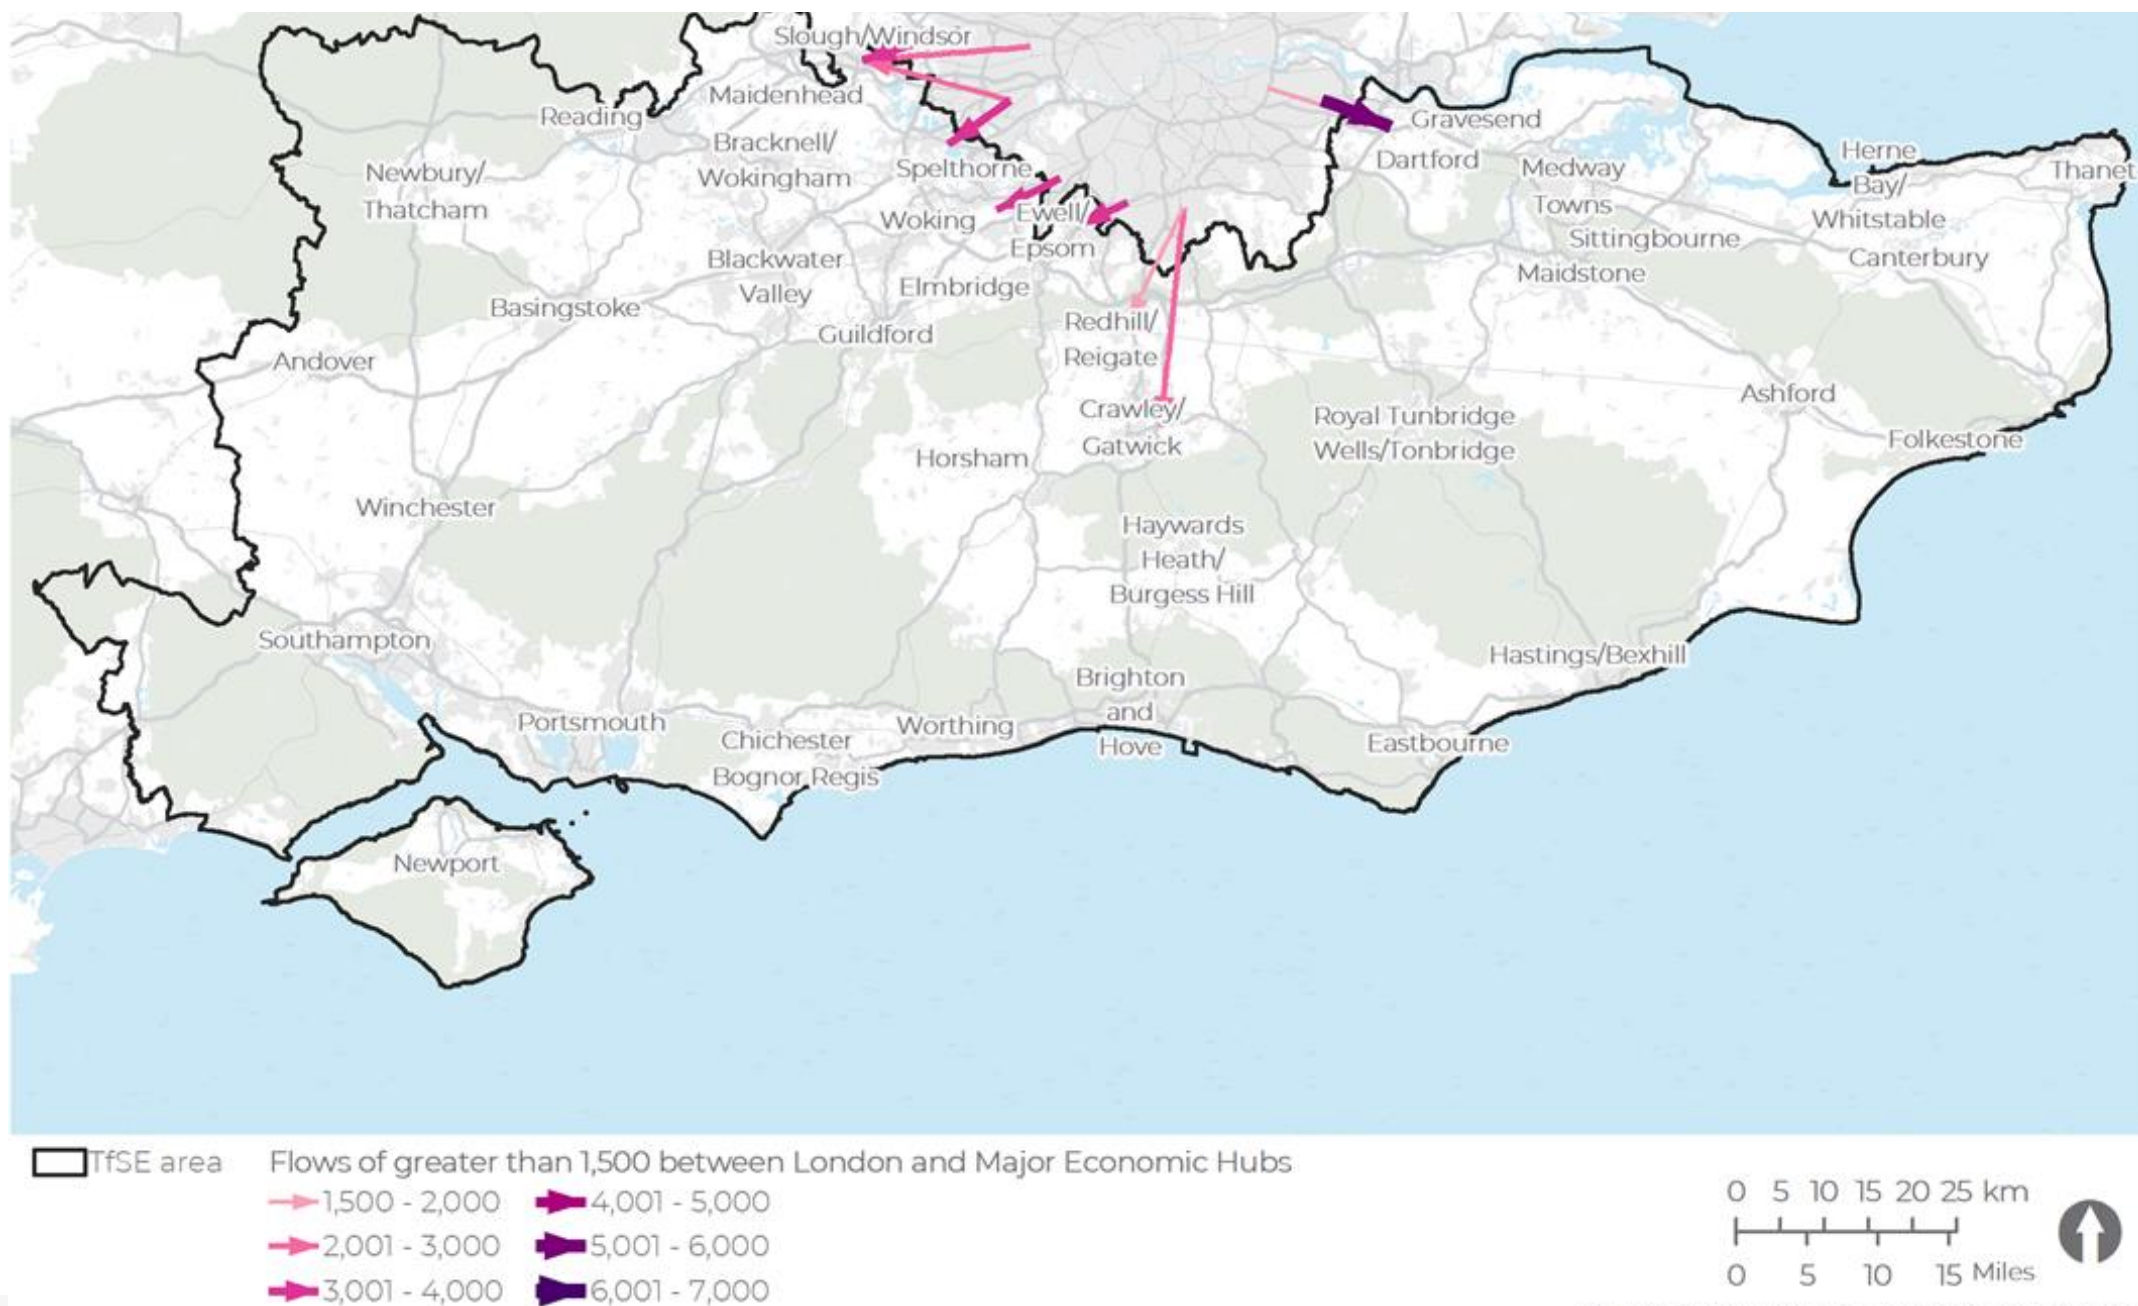 Slough/Windsor
Maidenhead
Reading
Gravesend
Bracknell/
Wokingham
Dartford
Herne
Bay/
Whitstable
Thanet
Newbury/
Thatcham
Spelthorne
Medway
Towns
Woking
Ewell/
Epsom
Sittingbourne
Canterbury
Blackwater
Valley
Elmbridge
Maidstone
Basingstoke
Guildford
Redhill/
Reigate
Andover
Ashford
Crawley/
Gatwick
Royal Tunbridge
Wells/Tonbridge
Folkestone
Horsham
Winchester
Haywards
Heath/
Burgess Hill
Southampton
Hastings/Bexhill
Brighton
and
Hove
Portsmouth
Chichester
Bognor Regis
Worthing
Eastbourne
Newport
TfSE area
Flows of greater than 1,500 between London and Major Economic Hubs
1,500 - 2,000
4,001 - 5,000
2,001 - 3,000
5,001 - 6,000
3,001 - 4,000
6,001 - 7,000
0 5 10 15 20 25 km
0 5 10 15 Miles